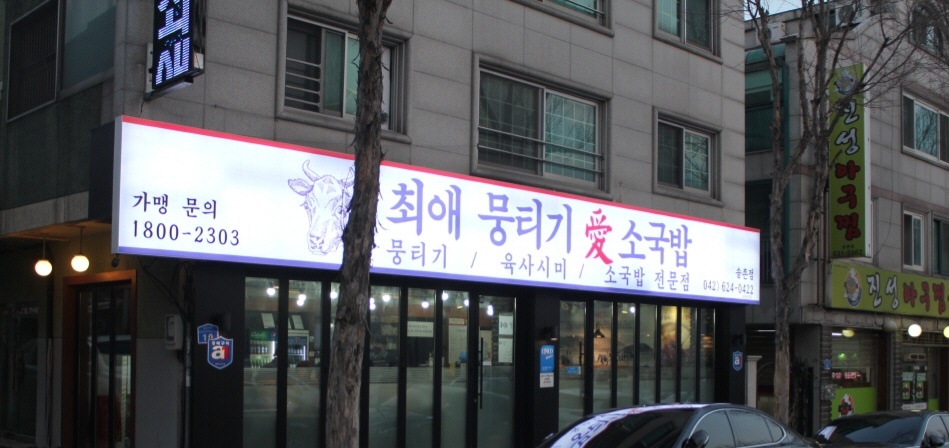 최애
가맹 문의
1800-2303
최애 뭉티기 愛 소국밥
뭉티기 / 육사시미 / 소국밥 전문점
송촌점
042) 624-0422
진성아구찜
진성아구찜